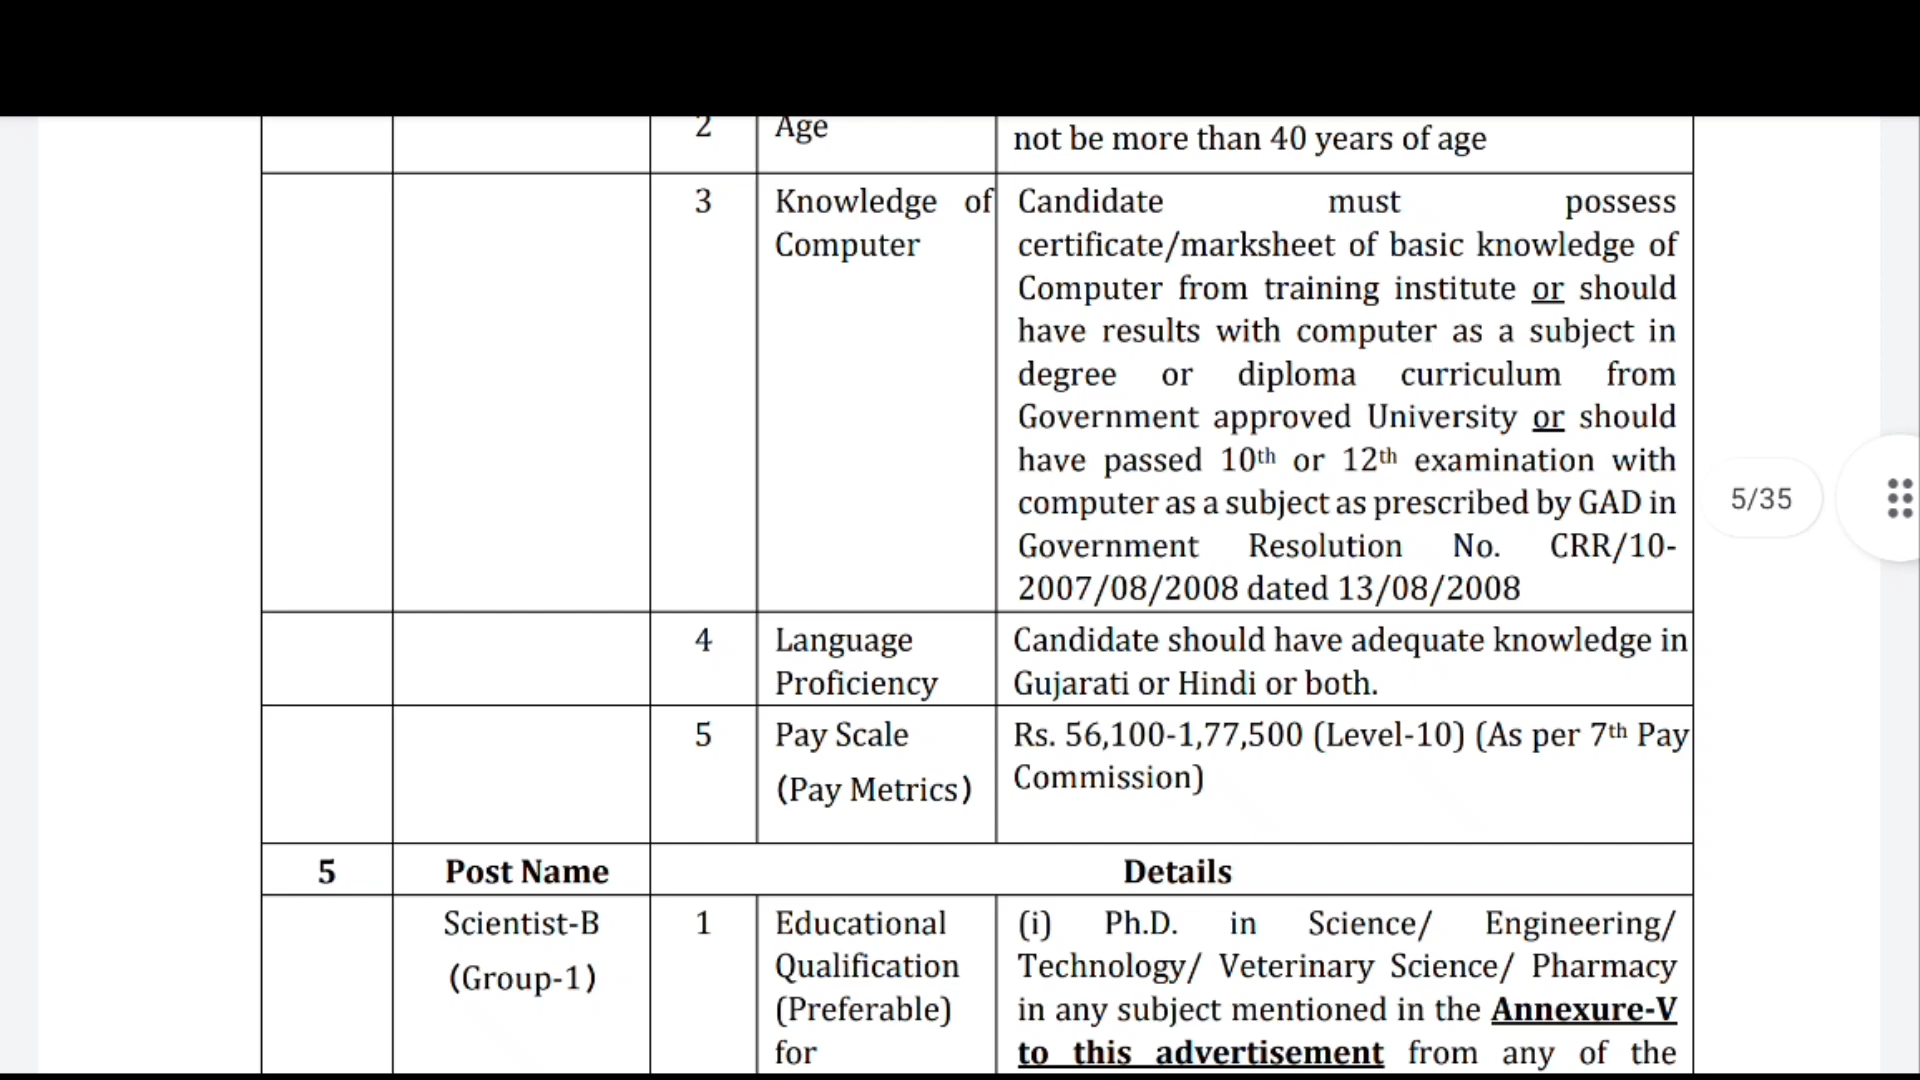 2 Age not be more than 40 years of age
3 Knowledge of Candidate must possess
Computer certificate/marksheet of basic knowledge of
Computer from training institute or should
have results with computer as a subject in
degree or diploma curriculum from
Government approved University or should
have passed 10th or 12th examination with
computer as a subject as prescribed by GAD in
Government Resolution No. CRR/10-
2007/08/2008 dated 13/08/2008
5/35
4 Language Candidate should have adequate knowledge in
Proficiency Gujarati or Hindi or both.
5 Pay Scale Rs. 56,100-1,77,500 (Level-10) (As per 7th Pay
(Pay Metrics) Commission)
5 Post Name Details
Scientist-B 1 Educational (i) Ph.D. in Science/ Engineering/
(Group-1) Qualification Technology/ Veterinary Science/ Pharmacy
(Preferable) in any subject mentioned in the Annexure-V
for to this advertisement from any of the